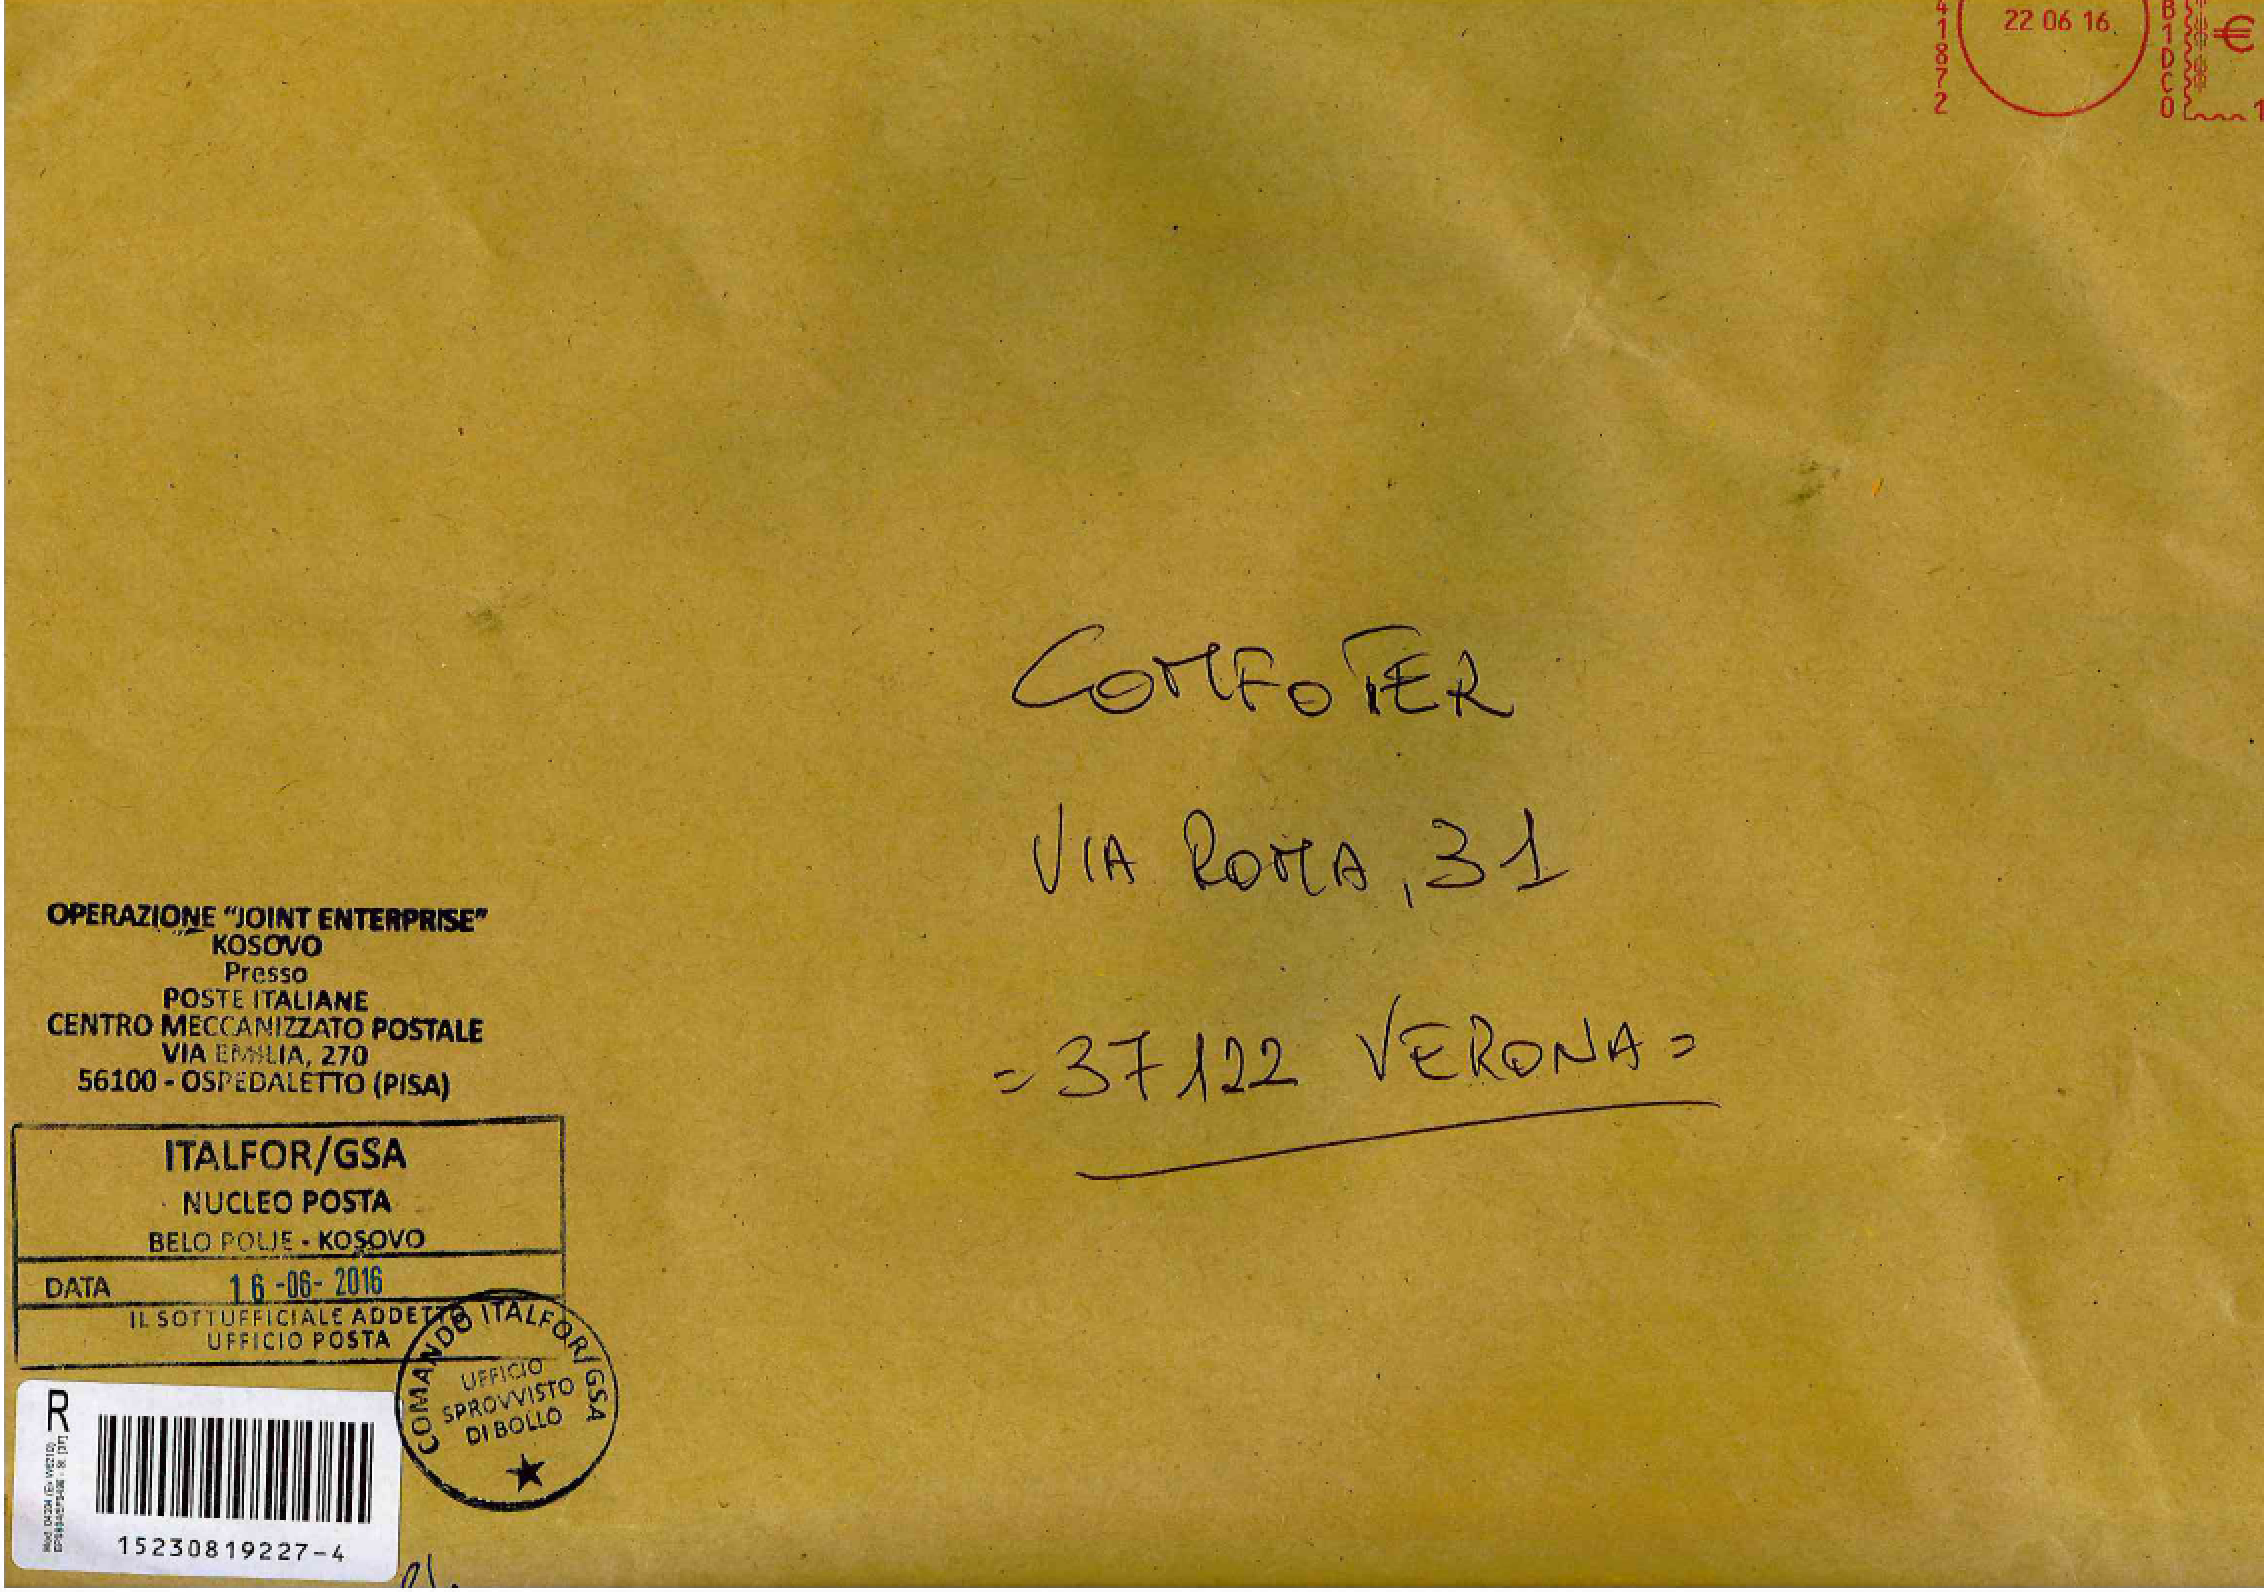 41872
22 06 16
B1DC0
€
COMFOTER
VIA ROMA, 31
=37122 VERONA=
OPERAZIONE "JOINT ENTERPRISE"
KOSOVO
Presso
POSTE ITALIANE
CENTRO MECCANIZZATO POSTALE
VIA EMILIA, 270
56100 - OSPEDALETTO (PISA)
ITALFOR/GSA
NUCLEO POSTA
BELO POLJE - KOSOVO
DATA 16-06-2016
IL SOTTUFFICIALE ADDETTO
UFFICIO POSTA
COMANDO ITALFOR/GSA
UFFICIO
SPROVVISTO
DI BOLLO
R
15230819227-4